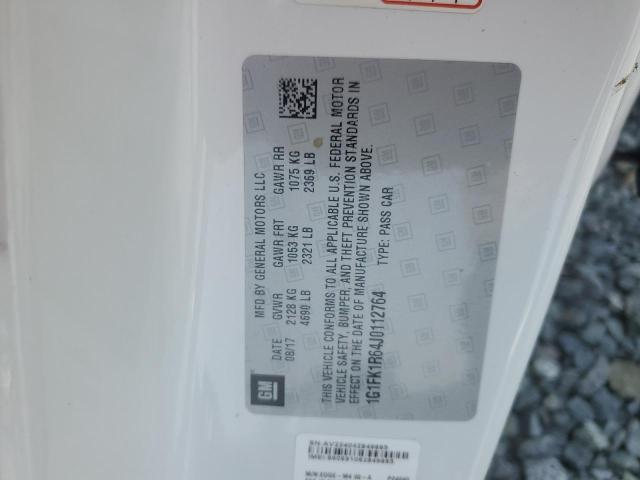 GM
MFD BY GENERAL MOTORS LLC
DATE GVWR GAWR FRT GAWR RR
08/17 2128 KG 1053 KG 1075 KG
4690 LB 2321 LB 2369 LB
THIS VEHICLE CONFORMS TO ALL APPLICABLE U.S. FEDERAL MOTOR
VEHICLE SAFETY, BUMPER, AND THEFT PREVENTION STANDARDS IN
EFFECT ON THE DATE OF MANUFACTURE SHOWN ABOVE.
1G1FK1R64J0112764 TYPE: PASS CAR